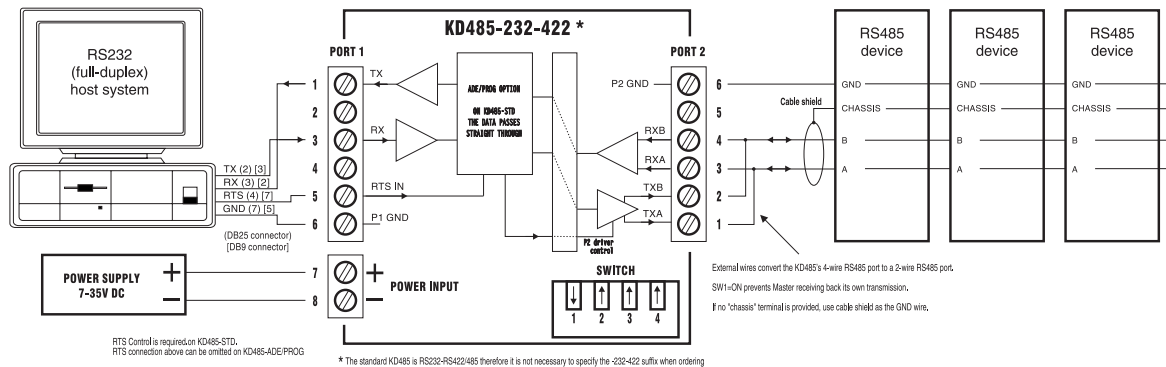 KD485-232-422 *
RS232
(full-duplex)
host system
PORT 1
PORT 2
1
2
3
4
5
6
TX
RX
RTS IN
P1 GND
ADE/PROG OPTION
ON KD485-STD
THE DATA PASSES
STRAIGHT THROUGH
P2 GND
RXB
RXA
TXB
TXA
P2 driver
control
6
5
4
3
2
1
TX (2) [3]
RX (3) [2]
RTS (4) [7]
GND (7) [5]
(DB25 connector)
[DB9 connector]
POWER SUPPLY
7-35V DC
+
–
7
8
+
–
POWER INPUT
SWITCH
1 2 3 4
Cable shield
RS485
device
GND
CHASSIS
B
A
RS485
device
GND
CHASSIS
B
A
RS485
device
GND
CHASSIS
B
A
External wires convert the KD485's 4-wire RS485 port to a 2-wire RS485 port.
SW1=ON prevents Master receiving back its own transmission.
If no "chassis" terminal is provided, use cable shield as the GND wire.
RTS Control is required on KD485-STD.
RTS connection above can be omitted on KD485-ADE/PROG
* The standard KD485 is RS232-RS422/485 therefore it is not necessary to specify the -232-422 suffix when ordering